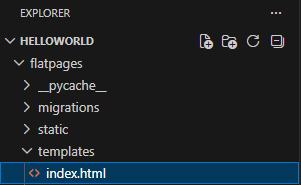 EXPLORER
HELLOWORLD
flatpages
__pycache__
migrations
static
templates
index.html